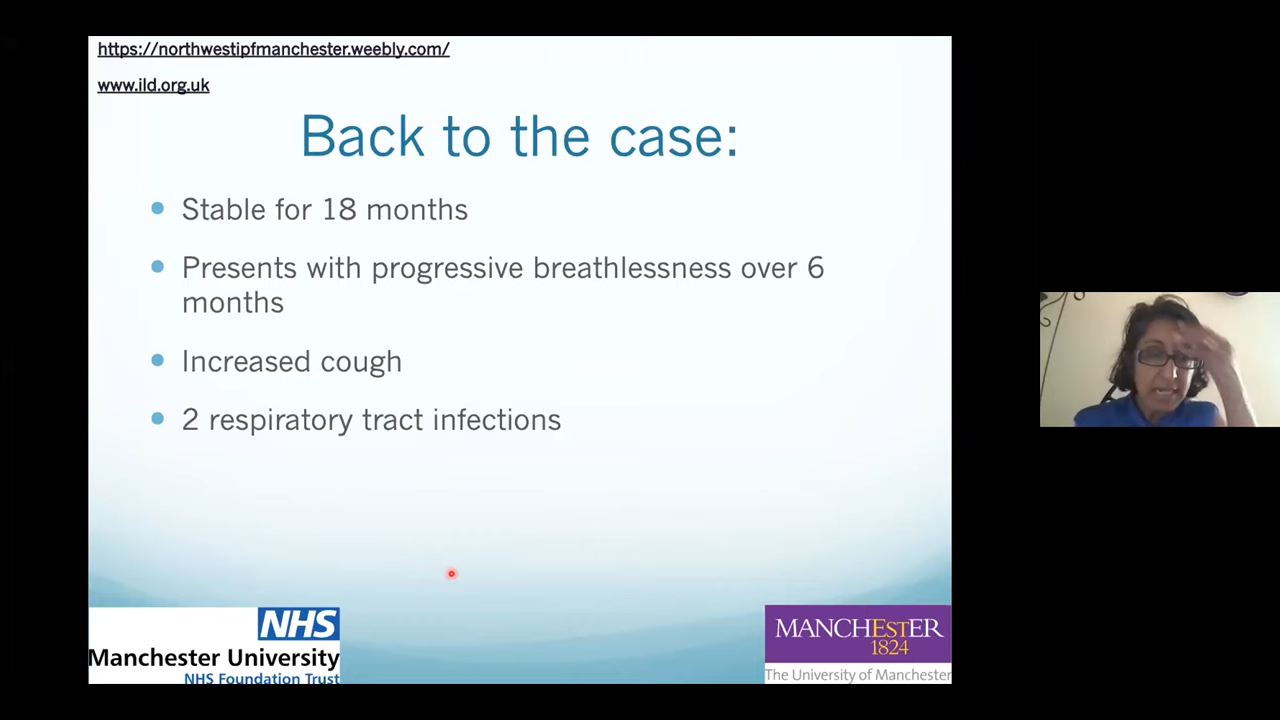 https://northwestipfmanchester.weebly.com/
www.ild.org.uk
Back to the case:
Stable for 18 months
Presents with progressive breathlessness over 6
months
Increased cough
2 respiratory tract infections
NHS
Manchester University
NHS Foundation Trust
MANCHESTER
1824
The University of Manchester